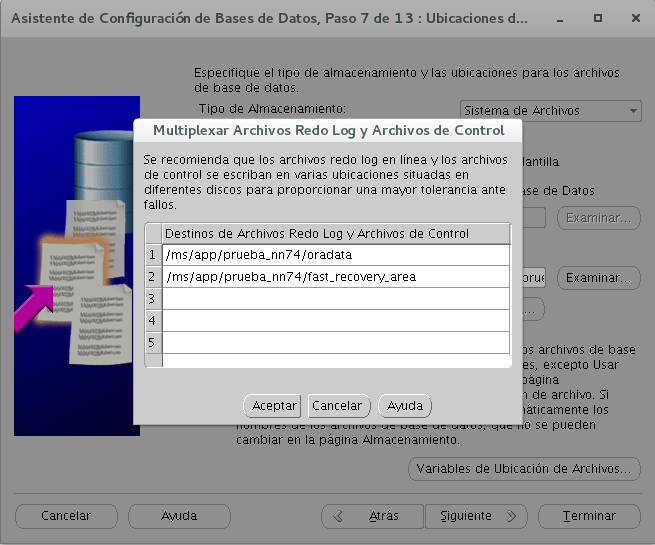 Asistente de Configuración de Bases de Datos, Paso 7 de 13 : Ubicaciones d...
Especifique el tipo de almacenamiento y las ubicaciones para los archivos
de base de datos.
Tipo de Almacenamiento:
Sistema de Archivos
Multiplexar Archivos Redo Log y Archivos de Control
Se recomienda que los archivos redo log en línea y los archivos
de control se escriban en varias ubicaciones situadas en
diferentes discos para proporcionar una mayor tolerancia ante
fallos.
Destinos de Archivos Redo Log y Archivos de Control
1 /ms/app/prueba_nn74/oradata
2 /ms/app/prueba_nn74/fast_recovery_area
3
4
5
Aceptar
Cancelar
Ayuda
lantilla
ase de Datos
Examinar...
prue
Examinar...
...
os archivos de base
es, excepto Usar
página
n de archivo. Si
máticamente los
nombres de los archivos de base de datos, que no se pueden
cambiar en la página Almacenamiento.
Variables de Ubicación de Archivos...
Cancelar
Ayuda
Atrás
Siguiente
Terminar